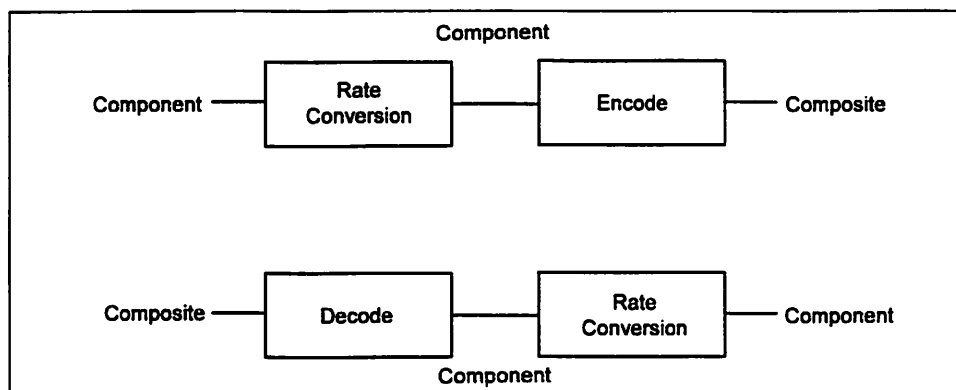 Component
Component
Rate
Conversion
Encode
Composite
Composite
Decode
Rate
Conversion
Component
Component